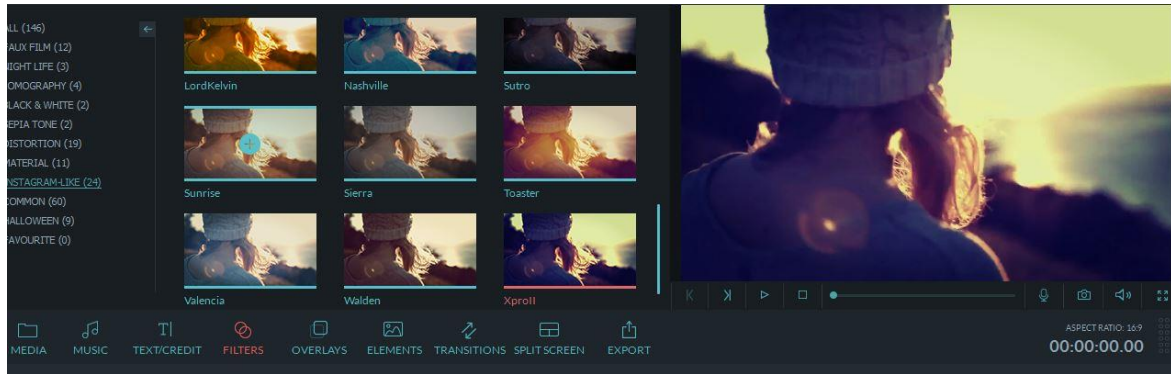 ALL (146)
FAUX FILM (12)
NIGHT LIFE (3)
LOMOGRAPHY (4)
BLACK & WHITE (2)
SEPIA TONE (2)
DISTORTION (19)
MATERIAL (11)
INSTAGRAM-LIKE (24)
COMMON (60)
HALLOWEEN (9)
FAVOURITE (0)
LordKelvin
Nashville
Sutro
Sunrise
Sierra
Toaster
Valencia
Walden
XproII
MEDIA
MUSIC
TEXT/CREDIT
FILTERS
OVERLAYS
ELEMENTS
TRANSITIONS
SPLIT SCREEN
EXPORT
ASPECT RATIO: 16:9
00:00:00.00